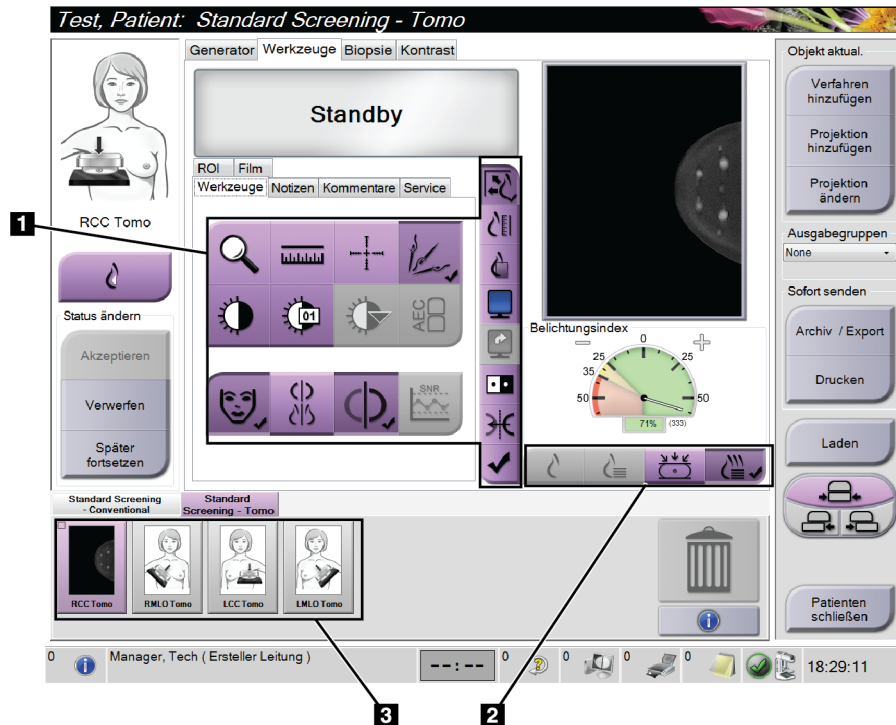 Test, Patient: Standard Screening - Tomo
Generator Werkzeuge Biopsie Kontrast
Standby
ROI Film
Werkzeuge Notizen Kommentare Service
01
AEC
SNR
RCC Tomo
Status ändern
Akzeptieren
Verwerfen
Später
fortsetzen
Belichtungsindex
0
25 25
35
50 50
71% (333)
Objekt aktual.
Verfahren
hinzufügen
Projektion
hinzufügen
Projektion
ändern
Ausgabegruppen
None
Sofort senden
Archiv / Export
Drucken
Laden
Patienten
schließen
Standard Screening
- Conventional
Standard
Screening - Tomo
RCC Tomo RMLO Tomo LCC Tomo LMLO Tomo
0 Manager, Tech ( Ersteller Leitung ) --:-- 0 0 0 0 18:29:11
1
3 2